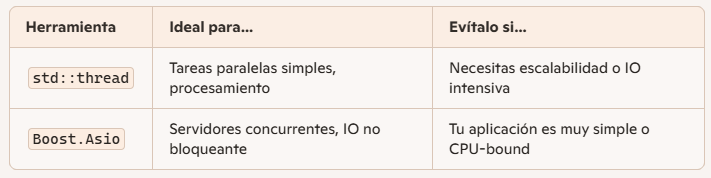 Herramienta
Ideal para...
Evítalo si...
std::thread
Tareas paralelas simples,
procesamiento
Necesitas escalabilidad o IO
intensiva
Boost.Asio
Servidores concurrentes, IO no
bloqueante
Tu aplicación es muy simple o
CPU-bound